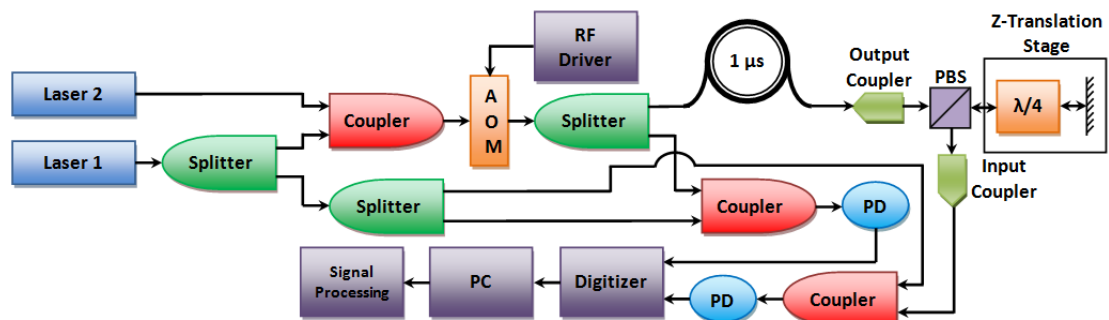 Z-Translation
Stage
RF
Driver
1 µs
Output
Coupler
PBS
Laser 2
Coupler
A
O
M
Splitter
λ/4
Laser 1
Splitter
Input
Coupler
Splitter
Coupler
PD
Signal
Processing
PC
Digitizer
PD
Coupler